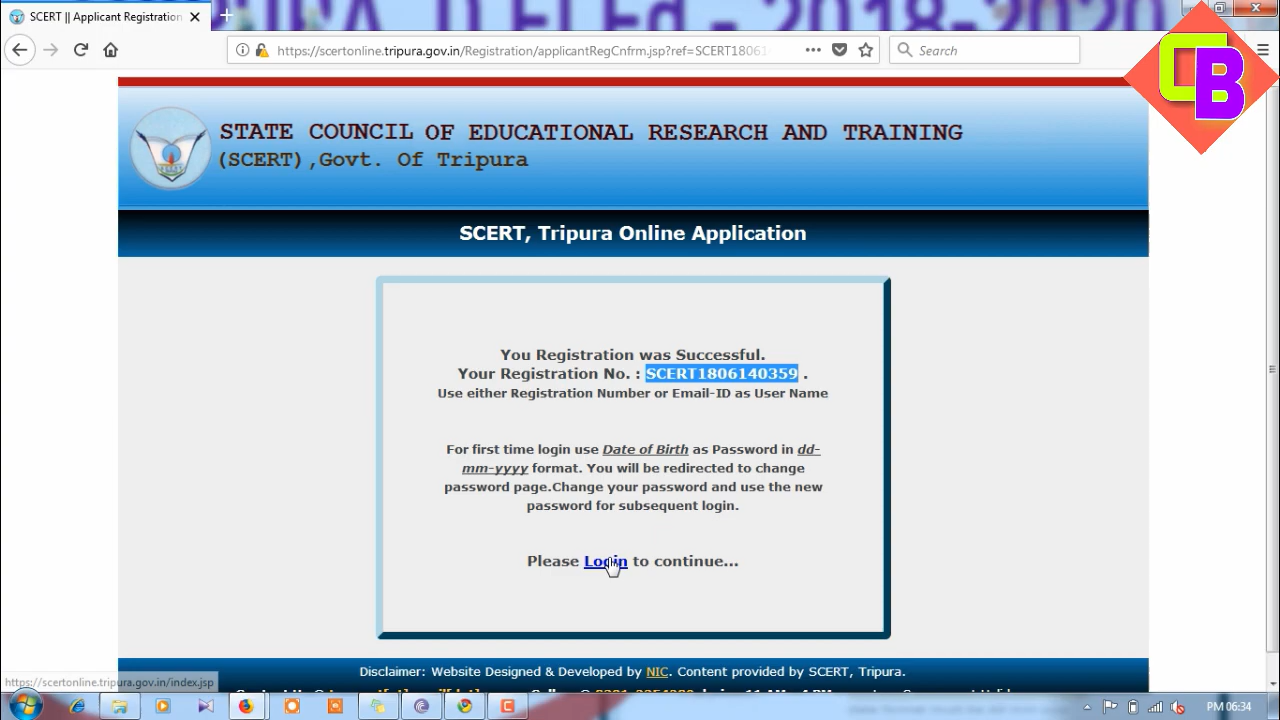 SCERT || Applicant Registration
https://scertonline.tripura.gov.in/Registration/applicantRegCnfrm.jsp?ref=SCERT18061
Search
CB
STATE COUNCIL OF EDUCATIONAL RESEARCH AND TRAINING
(SCERT),Govt. Of Tripura
SCERT, Tripura Online Application
You Registration was Successful.
Your Registration No. : SCERT1806140359 .
Use either Registration Number or Email-ID as User Name
For first time login use Date of Birth as Password in dd-
mm-yyyy format. You will be redirected to change
password page.Change your password and use the new
password for subsequent login.
Please Login to continue...
Disclaimer: Website Designed & Developed by NIC. Content provided by SCERT, Tripura.
https://scertonline.tripura.gov.in/index.jsp
PM 06:34